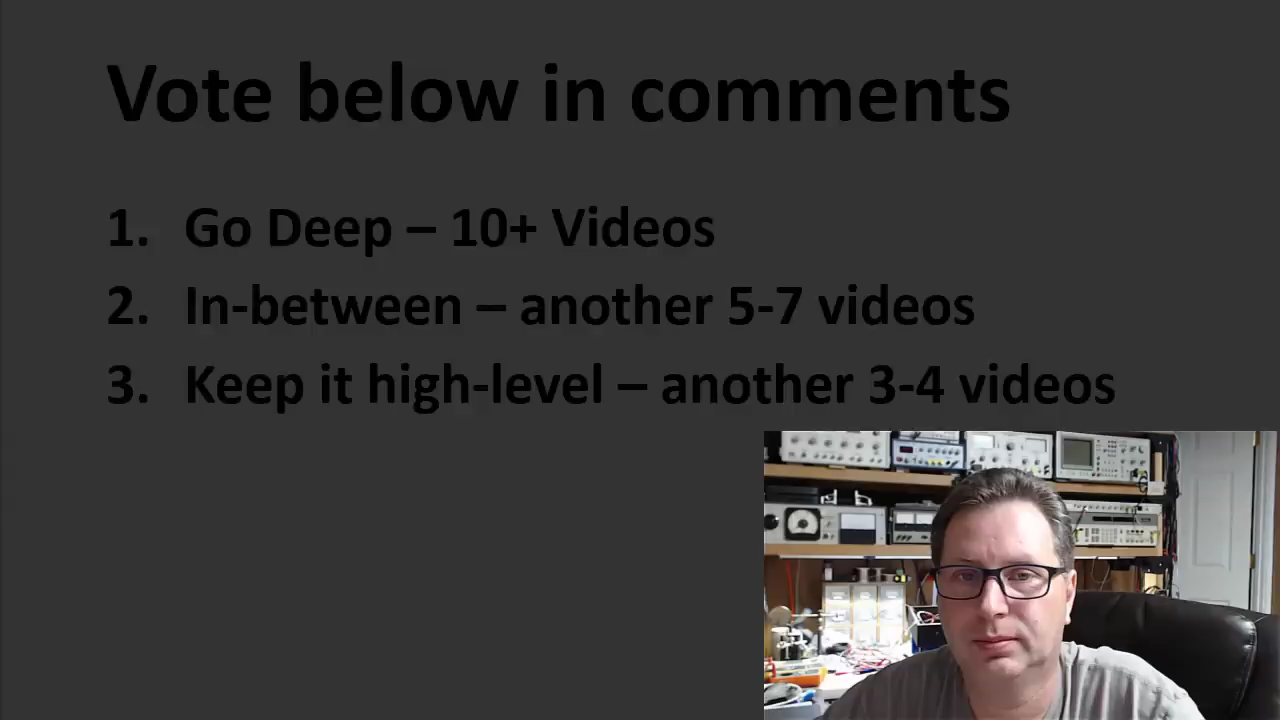 Vote below in comments
1. Go Deep – 10+ Videos
2. In-between – another 5-7 videos
3. Keep it high-level – another 3-4 videos